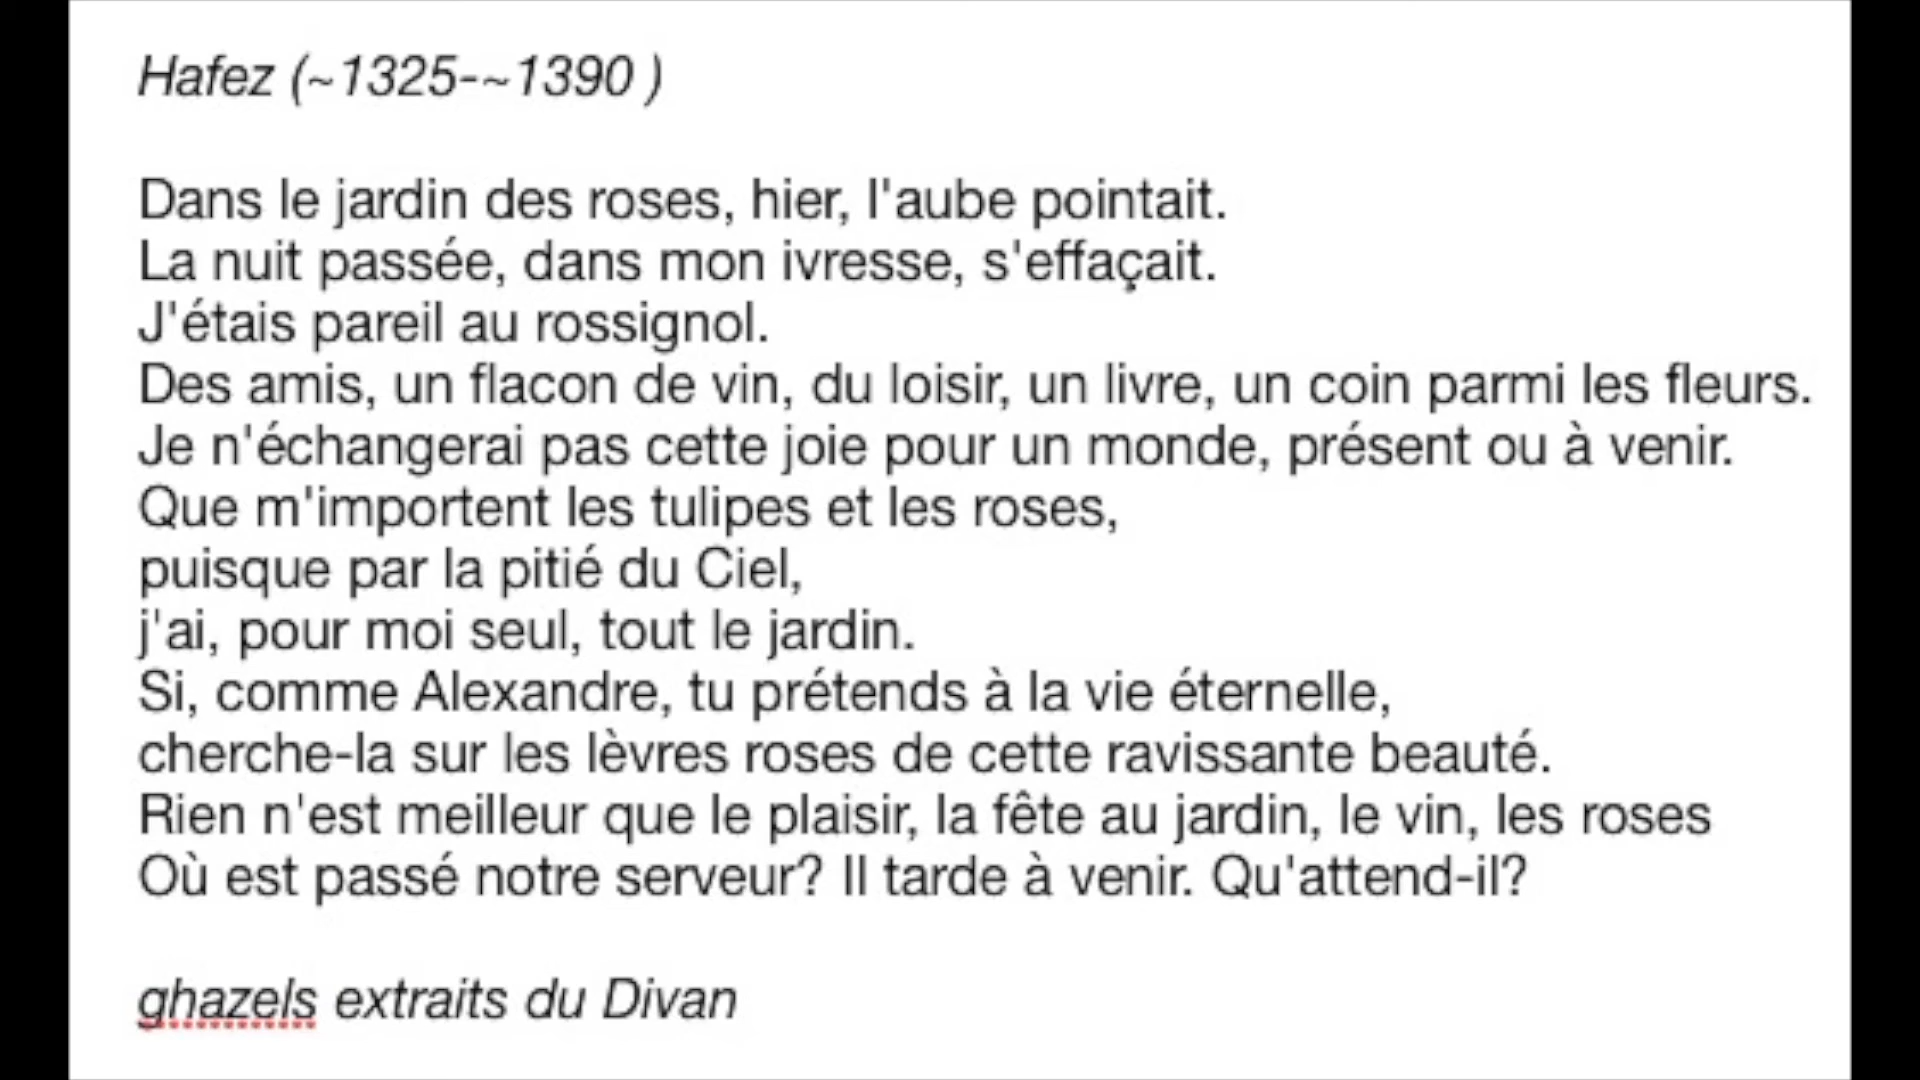 Hafez (~1325-~1390 )
Dans le jardin des roses, hier, l'aube pointait.
La nuit passée, dans mon ivresse, s'effaçait.
J'étais pareil au rossignol.
Des amis, un flacon de vin, du loisir, un livre, un coin parmi les fleurs.
Je n'échangerai pas cette joie pour un monde, présent ou à venir.
Que m'importent les tulipes et les roses,
puisque par la pitié du Ciel,
j'ai, pour moi seul, tout le jardin.
Si, comme Alexandre, tu prétends à la vie éternelle,
cherche-la sur les lèvres roses de cette ravissante beauté.
Rien n'est meilleur que le plaisir, la fête au jardin, le vin, les roses
Où est passé notre serveur? Il tarde à venir. Qu'attend-il?
ghazels extraits du Divan